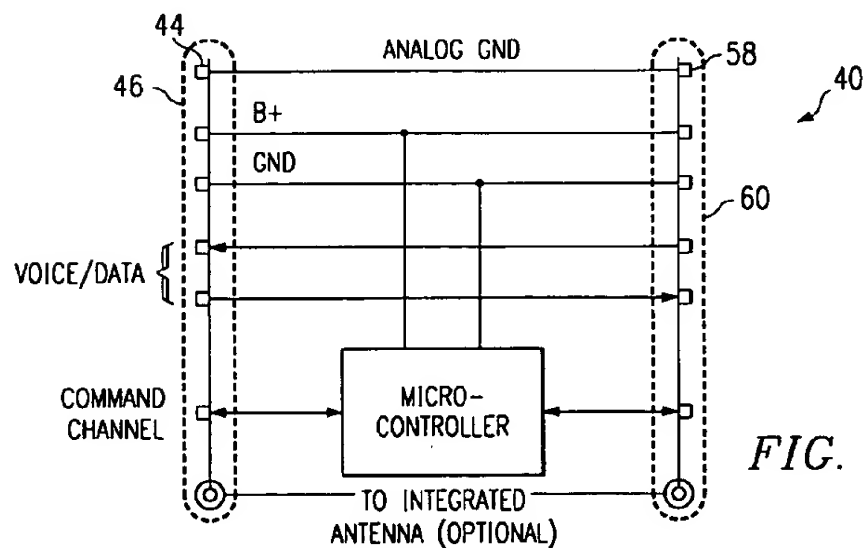 44
ANALOG GND
58
46
40
B+
GND
60
VOICE/DATA
COMMAND
CHANNEL
MICRO-
CONTROLLER
FIG.
TO INTEGRATED
ANTENNA (OPTIONAL)